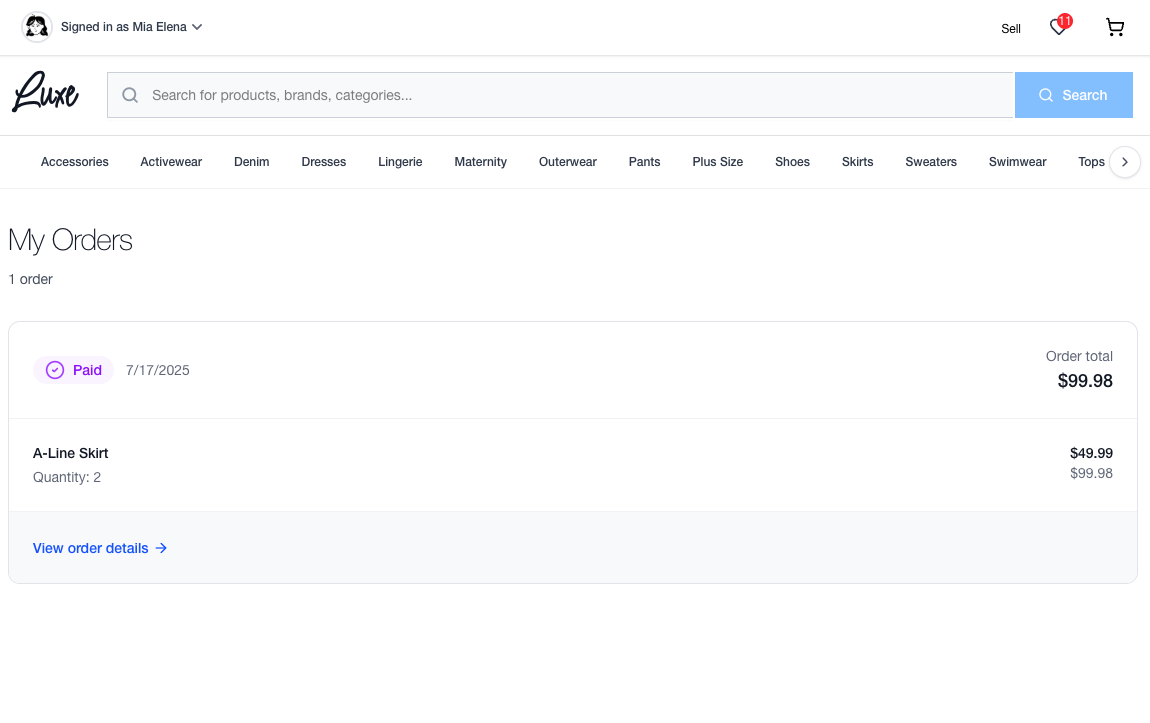 Signed in as Mia Elena
Sell
11
Luxe
Search for products, brands, categories...
Search
Accessories Activewear Denim Dresses Lingerie Maternity Outerwear Pants Plus Size Shoes Skirts Sweaters Swimwear Tops
My Orders
1 order
Paid 7/17/2025
Order total
$99.98
A-Line Skirt
$49.99
Quantity: 2
$99.98
View order details